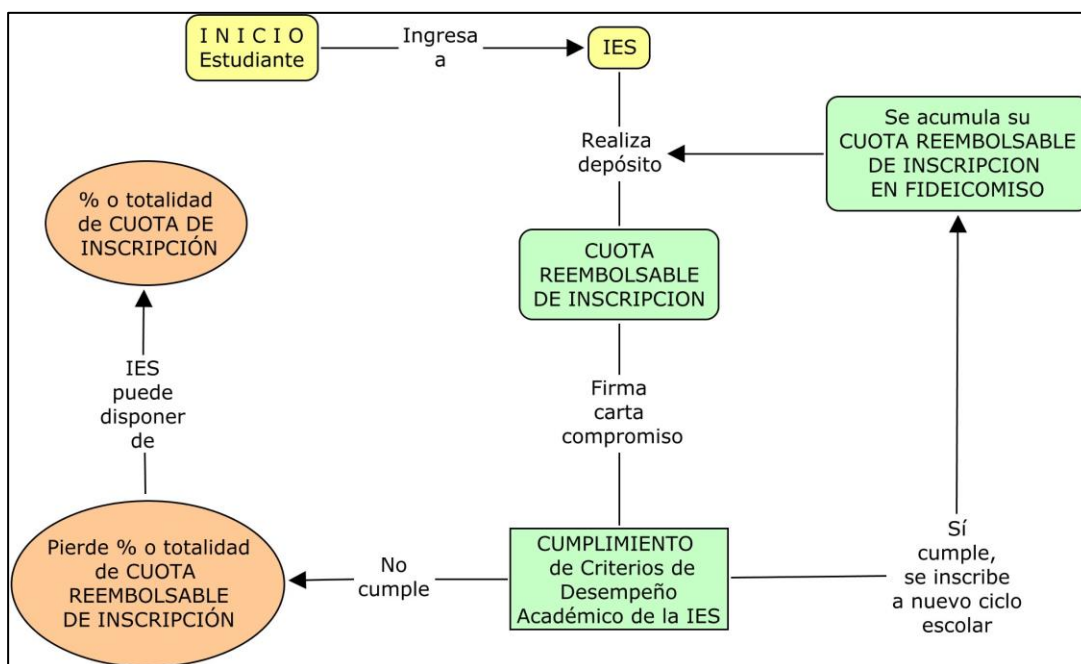 I N I C I O
Estudiante
Ingresa
a
IES
Realiza
depósito
Se acumula su
CUOTA REEMBOLSABLE
DE INSCRIPCION
EN FIDEICOMISO
% o totalidad
de CUOTA DE
INSCRIPCIÓN
CUOTA
REEMBOLSABLE
DE INSCRIPCION
IES
puede
disponer
de
Firma
carta
compromiso
Pierde % o totalidad
de CUOTA
REEMBOLSABLE
DE INSCRIPCIÓN
No
cumple
CUMPLIMIENTO
de Criterios de
Desempeño
Académico de la IES
Sí
cumple,
se inscribe
a nuevo ciclo
escolar